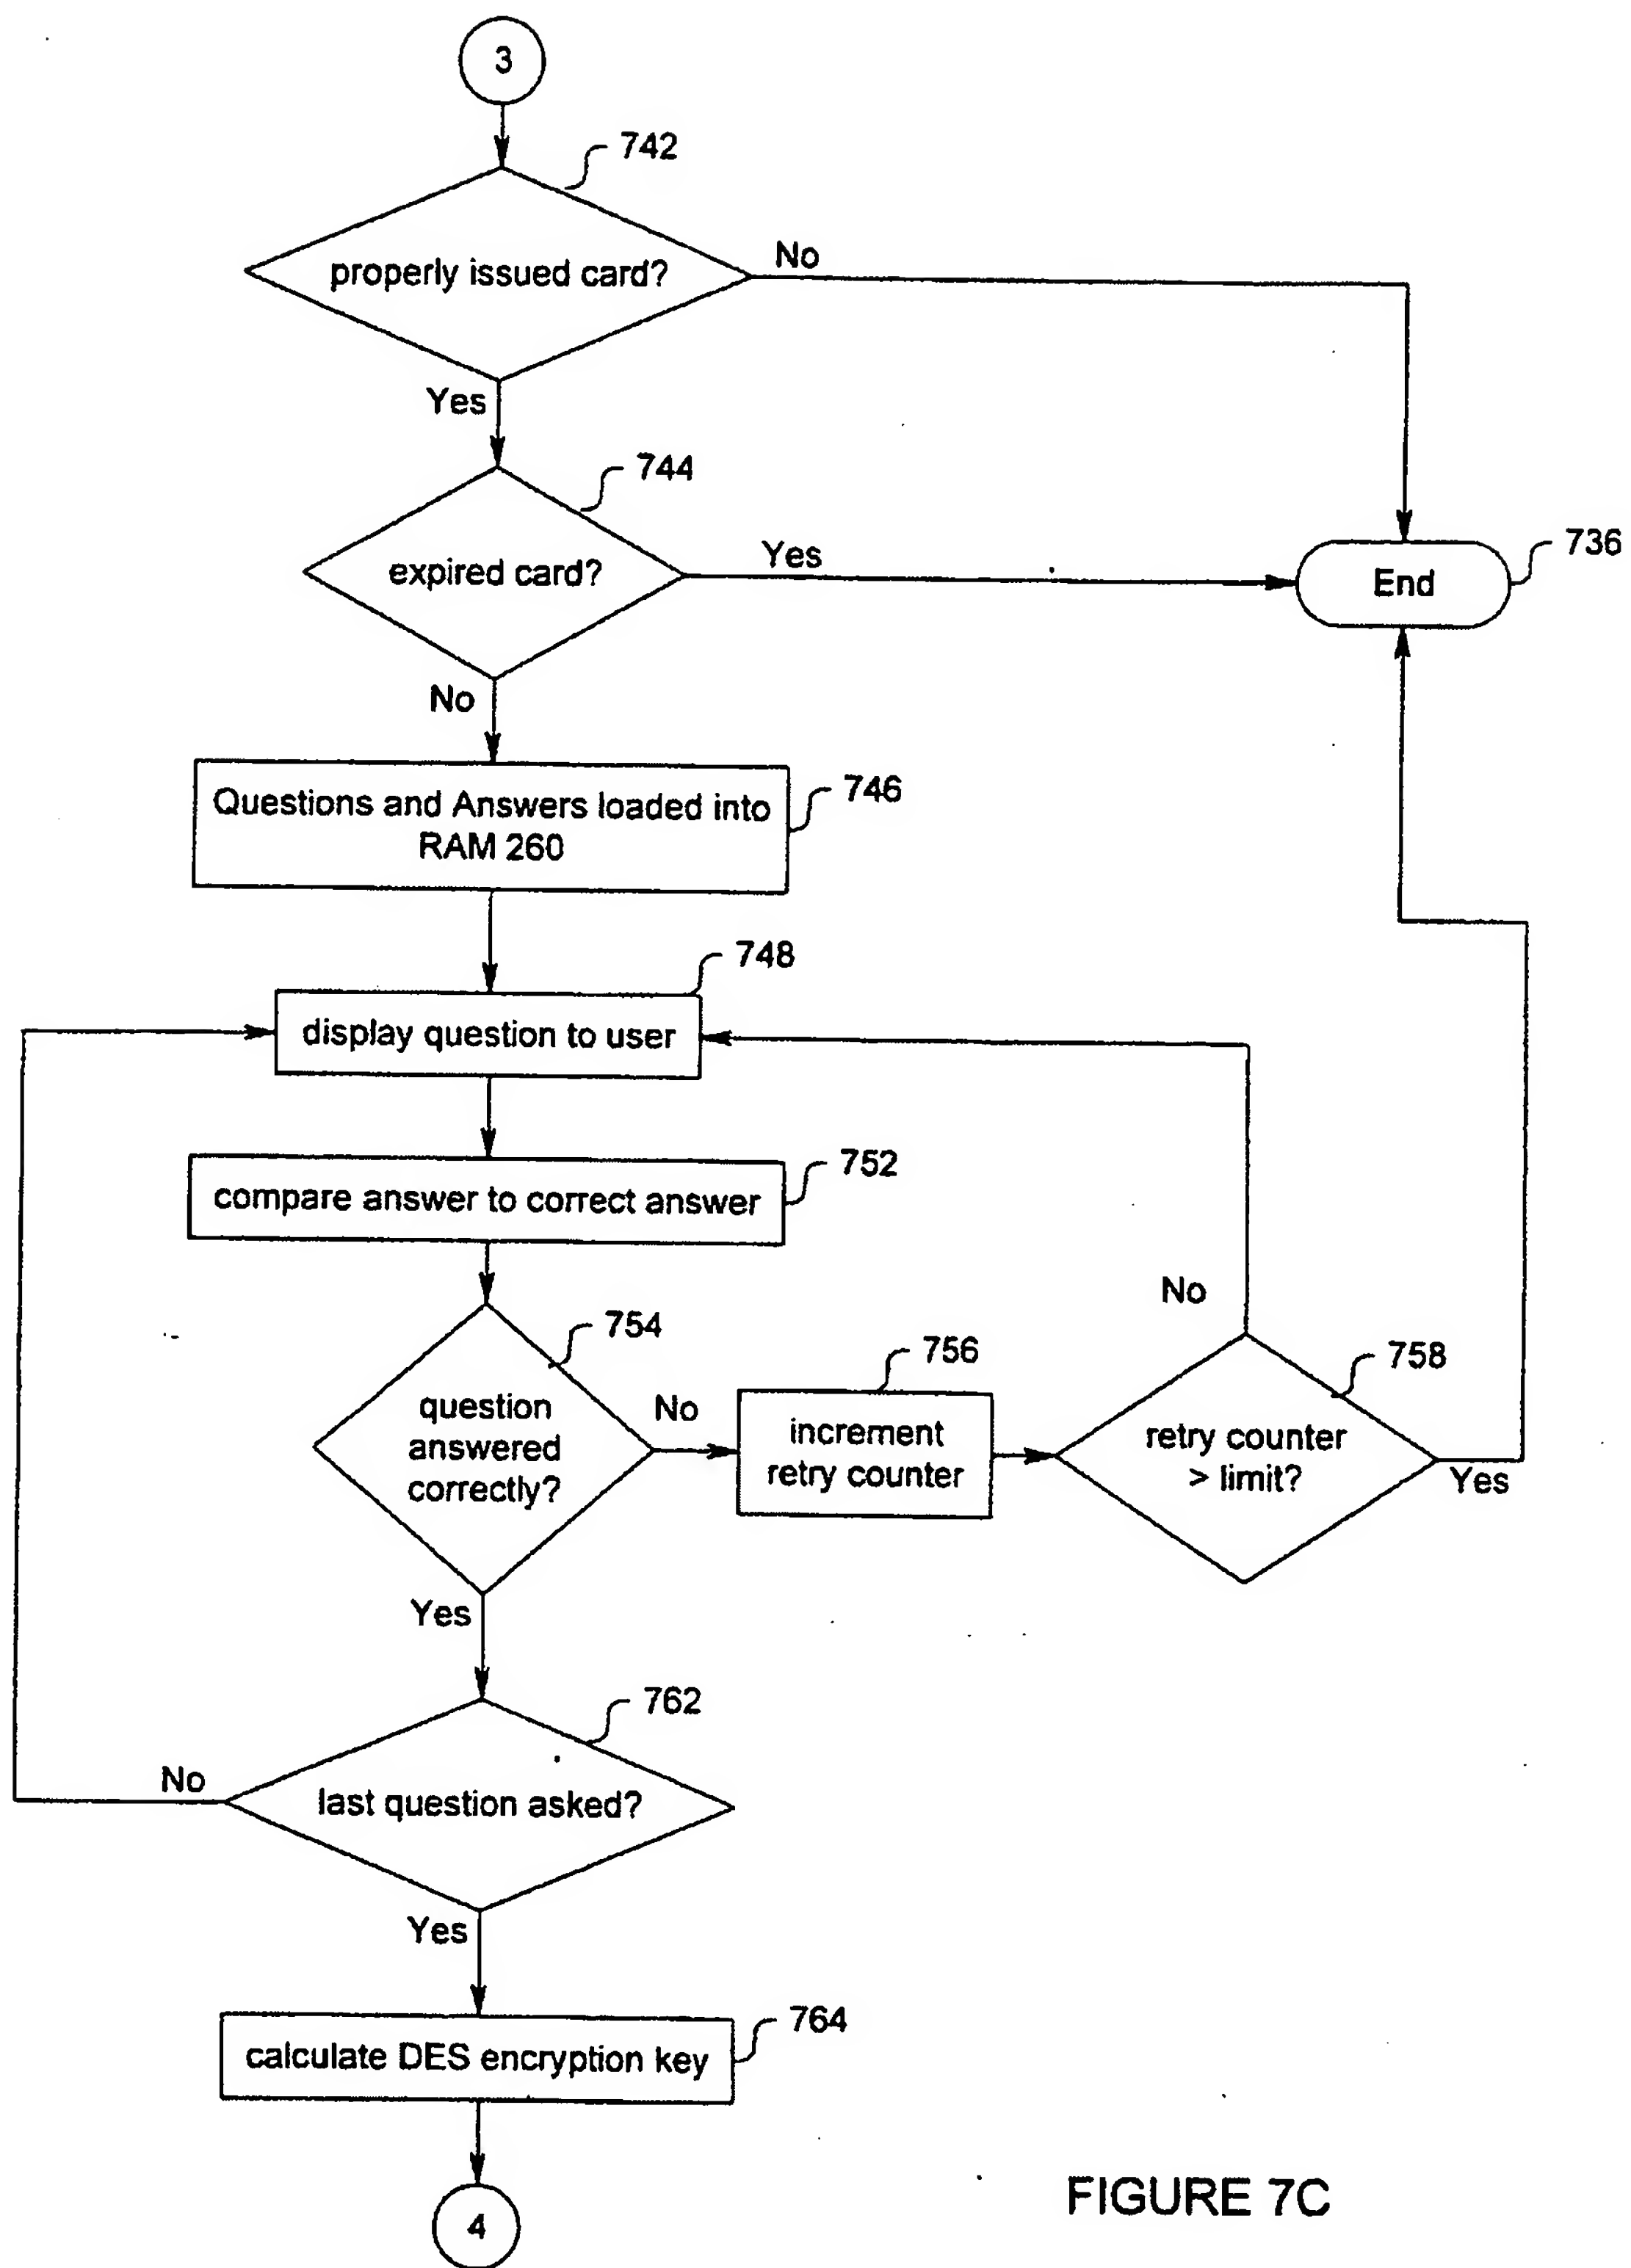 3
742
properly issued card?
No
Yes
744
expired card?
Yes
736
End
No
746
Questions and Answers loaded into
RAM 260
748
display question to user
752
compare answer to correct answer
No
754
756
758
question
answered
correctly?
No
increment
retry counter
retry counter
> limit?
Yes
Yes
762
No
last question asked?
Yes
764
calculate DES encryption key
4
FIGURE 7C